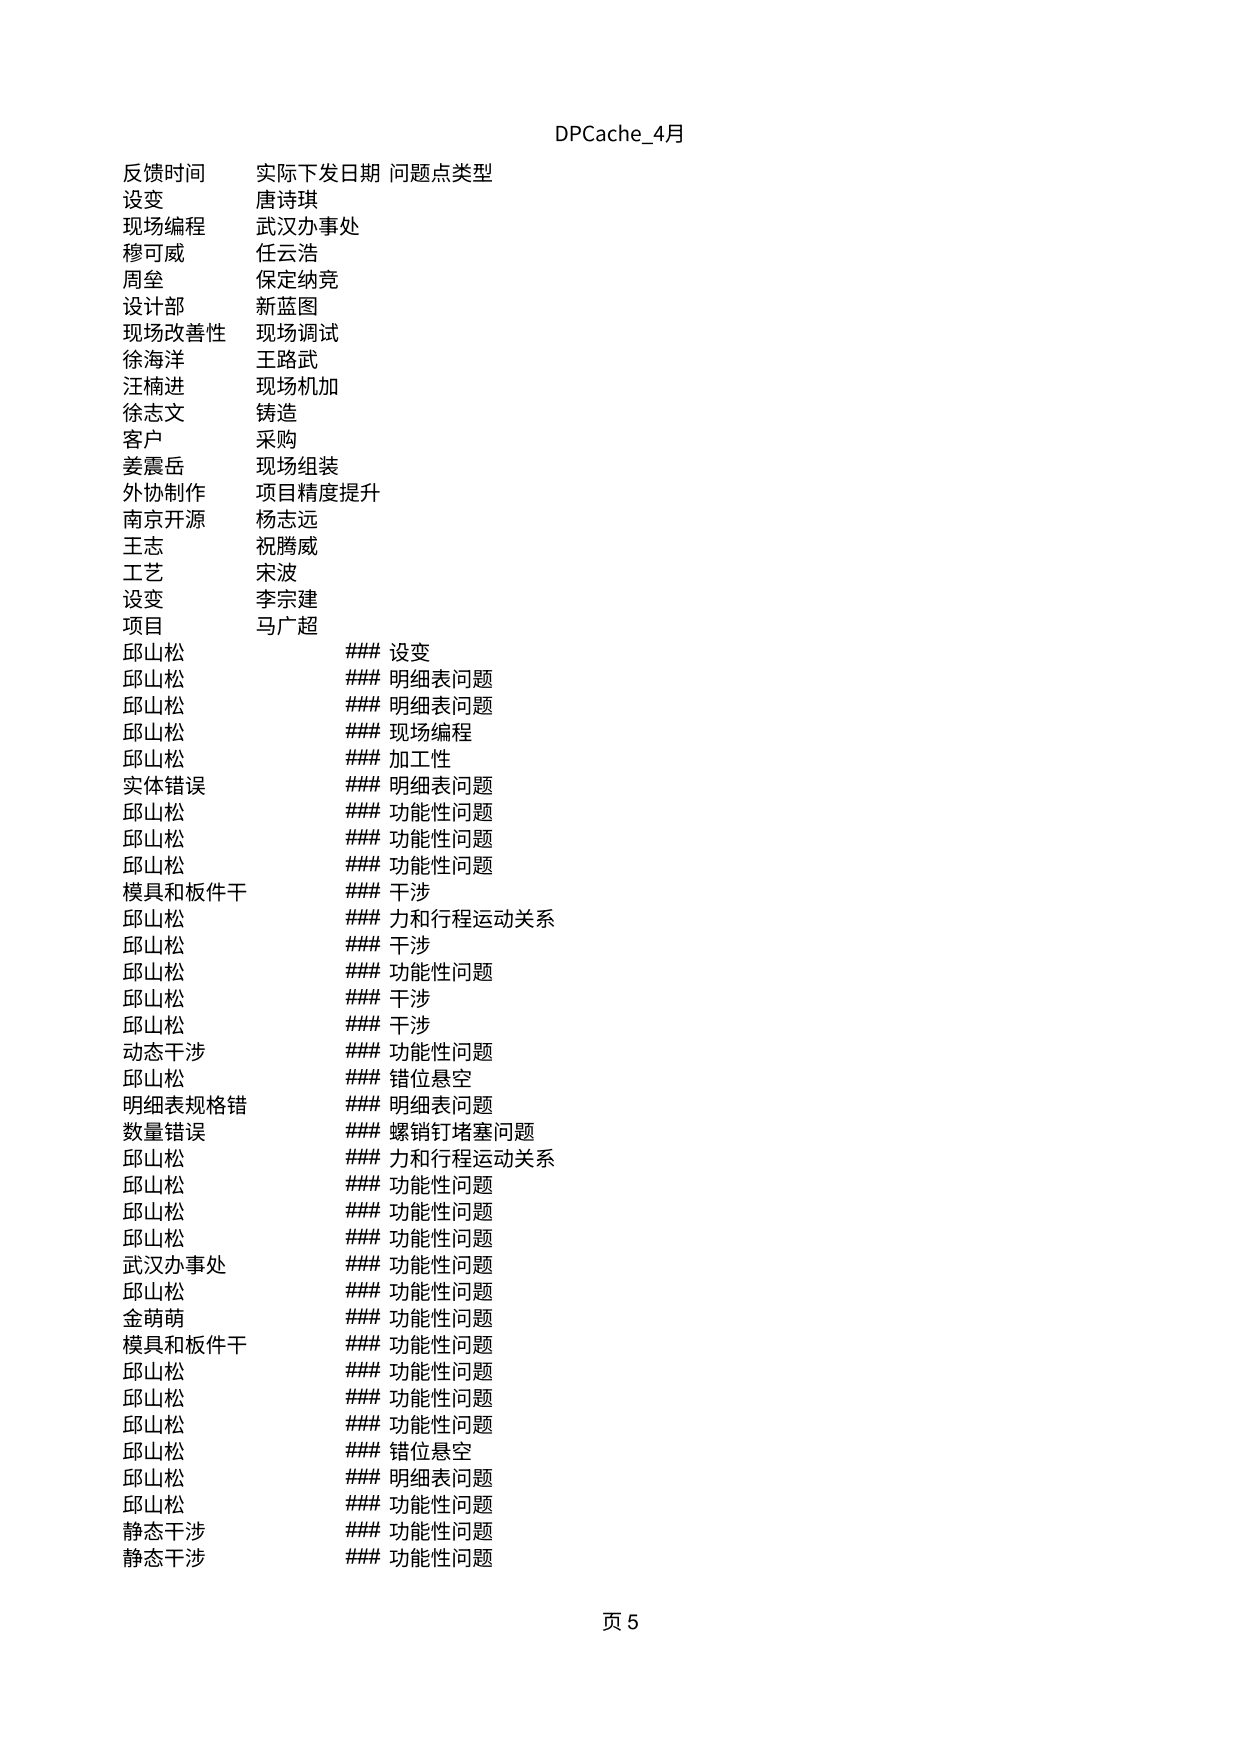 DPCache_4月
反馈时间 实际下发日期 问题点类型
设变 唐诗琪
现场编程 武汉办事处
穆可威 任云浩
周垒 保定纳竞
设计部 新蓝图
现场改善性 现场调试
徐海洋 王路武
汪楠进 现场机加
徐志文 铸造
客户 采购
姜震岳 现场组装
外协制作 项目精度提升
南京开源 杨志远
王志 祝腾威
工艺 宋波
设变 李宗建
项目 马广超
邱山松 ### 设变
邱山松 ### 明细表问题
邱山松 ### 明细表问题
邱山松 ### 现场编程
邱山松 ### 加工性
实体错误 ### 明细表问题
邱山松 ### 功能性问题
邱山松 ### 功能性问题
邱山松 ### 功能性问题
模具和板件干 ### 干涉
邱山松 ### 力和行程运动关系
邱山松 ### 干涉
邱山松 ### 功能性问题
邱山松 ### 干涉
邱山松 ### 干涉
动态干涉 ### 功能性问题
邱山松 ### 错位悬空
明细表规格错 ### 明细表问题
数量错误 ### 螺销钉堵塞问题
邱山松 ### 力和行程运动关系
邱山松 ### 功能性问题
邱山松 ### 功能性问题
邱山松 ### 功能性问题
武汉办事处 ### 功能性问题
邱山松 ### 功能性问题
金萌萌 ### 功能性问题
模具和板件干 ### 功能性问题
邱山松 ### 功能性问题
邱山松 ### 功能性问题
邱山松 ### 功能性问题
邱山松 ### 错位悬空
邱山松 ### 明细表问题
邱山松 ### 功能性问题
静态干涉 ### 功能性问题
静态干涉 ### 功能性问题
页 5